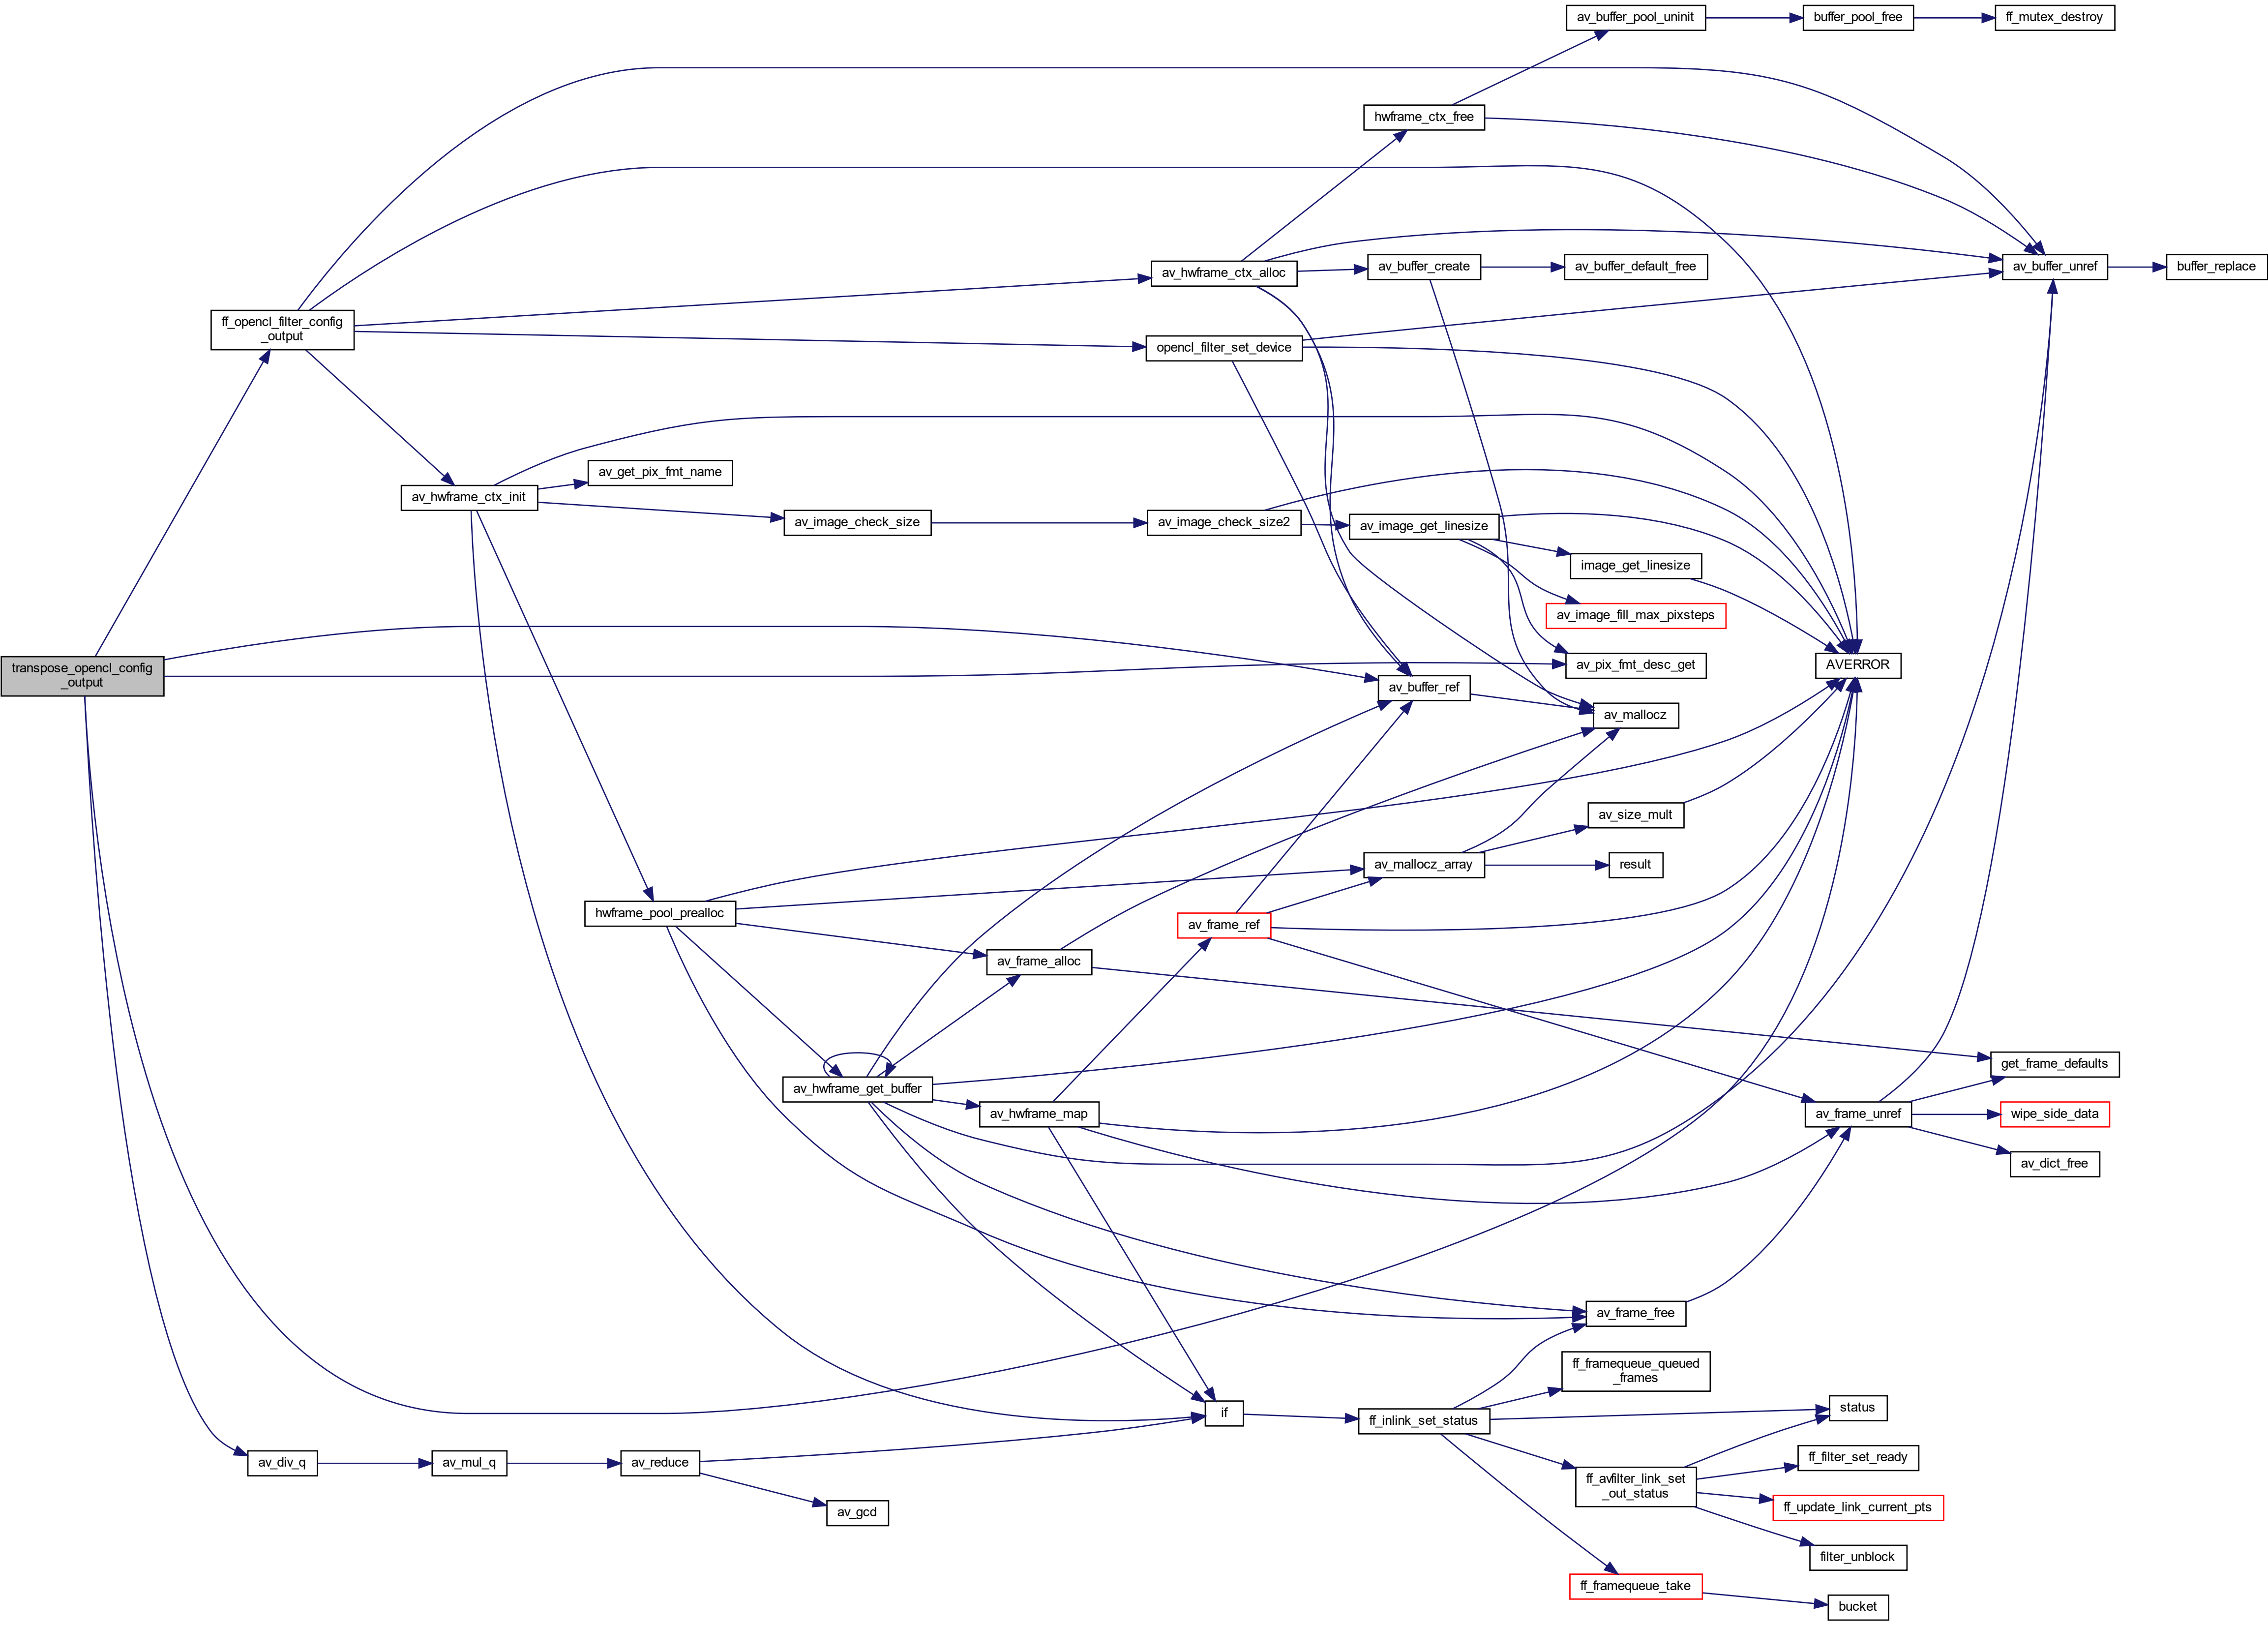 av_buffer_pool_uninit
buffer_pool_free
ff_mutex_destroy
hwframe_ctx_free
av_hwframe_ctx_alloc
av_buffer_create
av_buffer_default_free
av_buffer_unref
buffer_replace
ff_opencl_filter_config
_output
opencl_filter_set_device
av_get_pix_fmt_name
av_hwframe_ctx_init
av_image_check_size
av_image_check_size2
av_image_get_linesize
image_get_linesize
av_image_fill_max_pixsteps
transpose_opencl_config
_output
av_pix_fmt_desc_get
AVERROR
av_buffer_ref
av_mallocz
av_size_mult
av_mallocz_array
result
hwframe_pool_prealloc
av_frame_ref
av_frame_alloc
get_frame_defaults
av_hwframe_get_buffer
av_hwframe_map
av_frame_unref
wipe_side_data
av_dict_free
av_frame_free
ff_framequeue_queued
_frames
if
ff_inlink_set_status
status
av_div_q
av_mul_q
av_reduce
ff_filter_set_ready
ff_avfilter_link_set
_out_status
av_gcd
ff_update_link_current_pts
filter_unblock
ff_framequeue_take
bucket